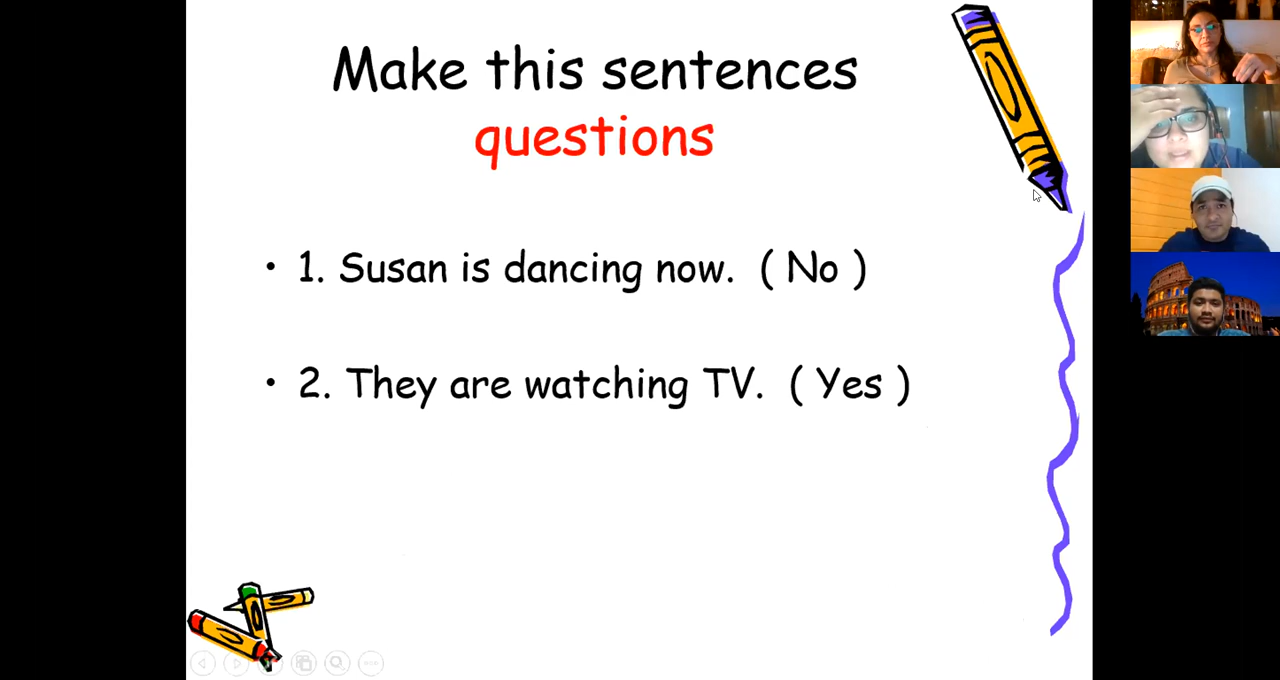 Make this sentences
questions
• 1. Susan is dancing now. ( No )
• 2. They are watching TV. ( Yes )